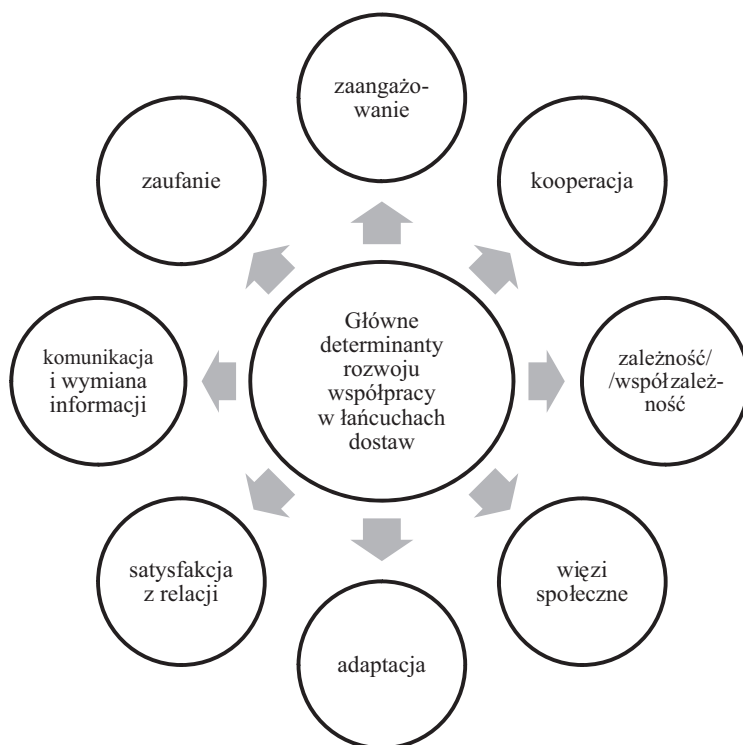 zaangażo-
wanie
zaufanie
kooperacja
Główne
determinanty
rozwoju
współpracy
w łańcuchach
dostaw
komunikacja
i wymiana
informacji
zależność/
/współzależ-
ność
satysfakcja
z relacji
więzi
społeczne
adaptacja